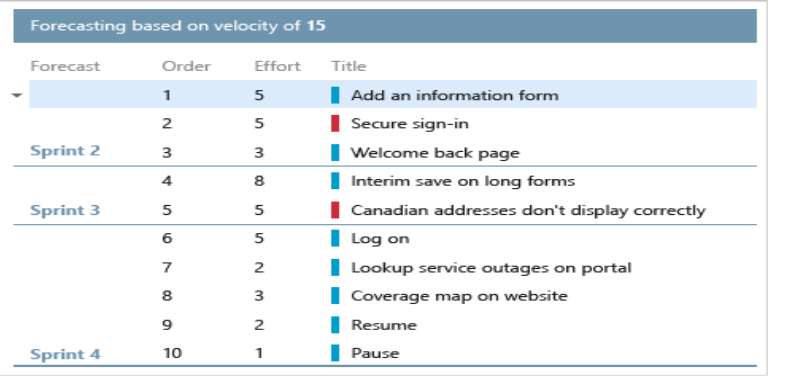 Forecasting based on velocity of 15
Forecast Order Effort Title
1 5 Add an information form
2 5 Secure sign-in
Sprint 2 3 3 Welcome back page
4 8 Interim save on long forms
Sprint 3 5 5 Canadian addresses don't display correctly
6 5 Log on
7 2 Lookup service outages on portal
8 3 Coverage map on website
9 2 Resume
Sprint 4 10 1 Pause